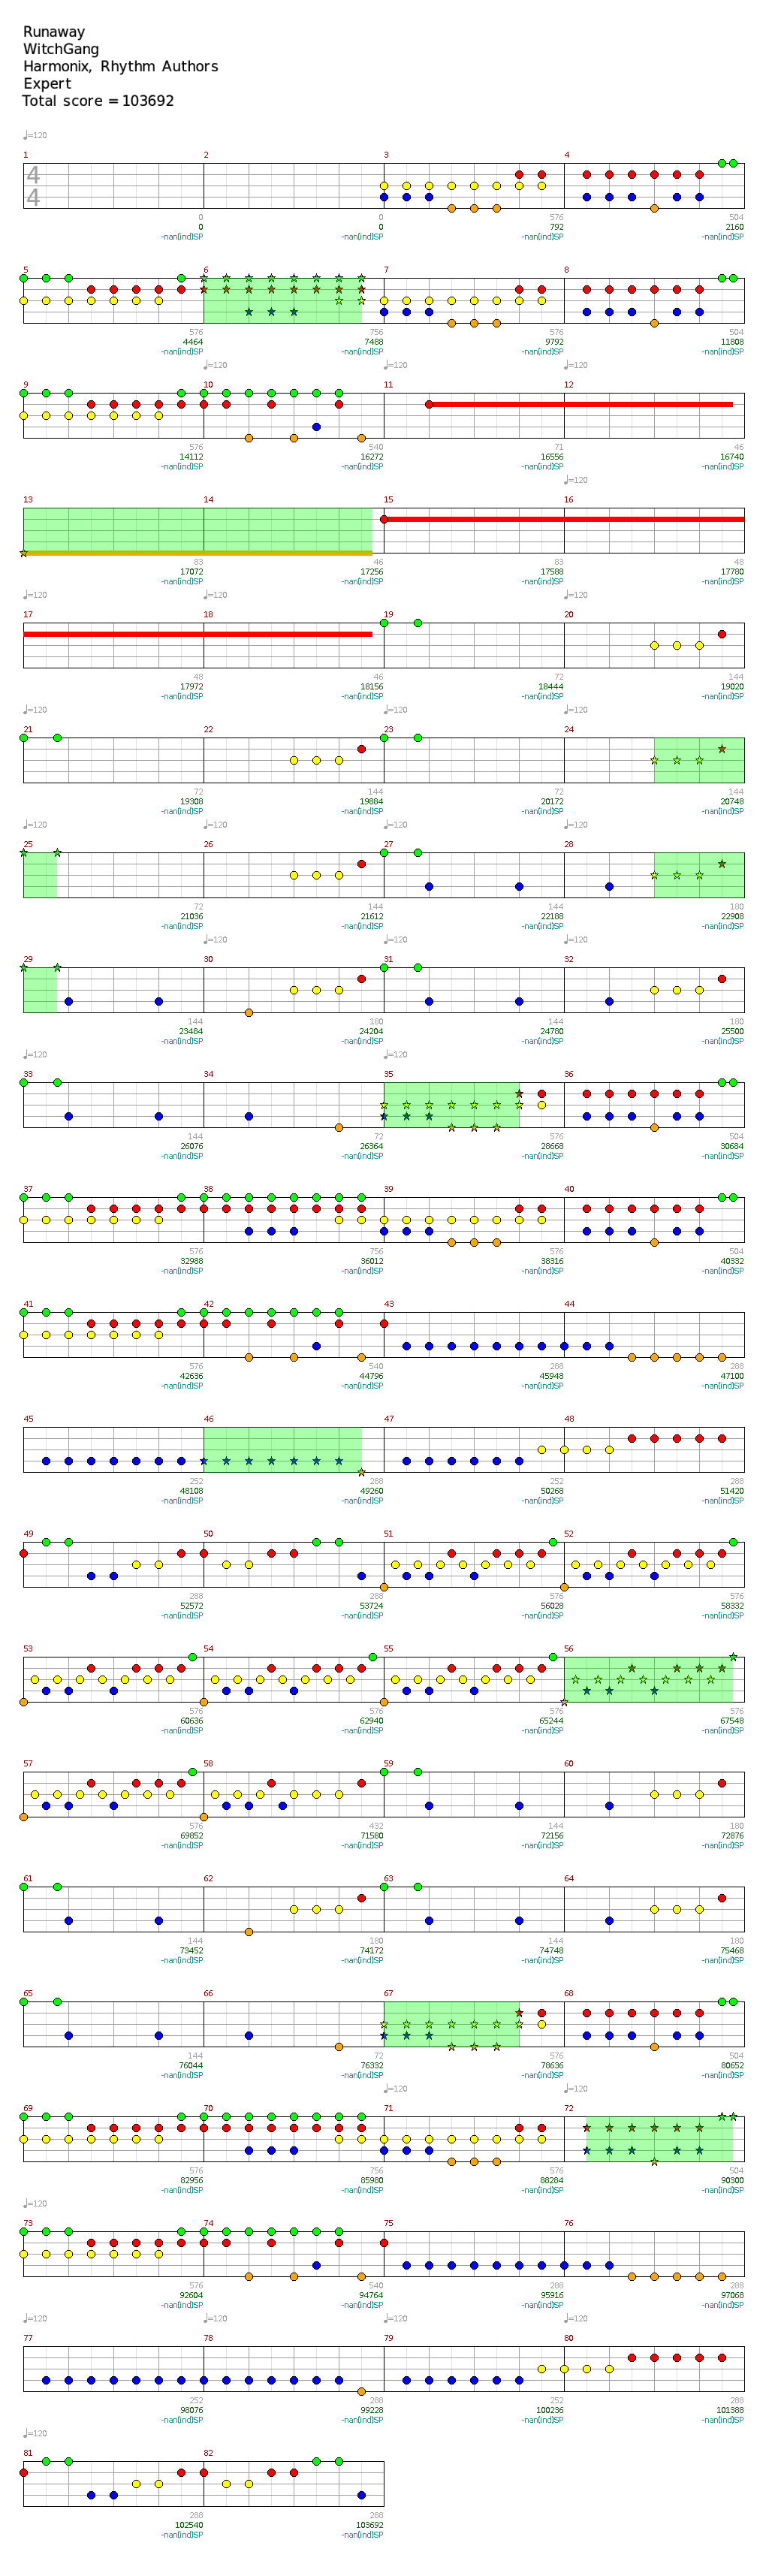 Runaway
WitchGang
Harmonix, Rhythm Authors
Expert
Total score = 103692
♩=120
1 2 3 4
4
4
0 0 576 504
0 0 792 2160
-nan(ind)SP -nan(ind)SP -nan(ind)SP -nan(ind)SP
5 6 7 8
576 756 576 504
4464 7488 9792 11808
-nan(ind)SP -nan(ind)SP -nan(ind)SP -nan(ind)SP
♩=120 ♩=120 ♩=120
9 10 11 12
576 540 71 46
14112 16272 16556 16740
-nan(ind)SP -nan(ind)SP -nan(ind)SP -nan(ind)SP
♩=120
13 14 15 16
83 46 83 48
17072 17256 17588 17780
-nan(ind)SP -nan(ind)SP -nan(ind)SP -nan(ind)SP
♩=120 ♩=120 ♩=120
17 18 19 20
48 46 72 144
17972 18156 18444 19020
-nan(ind)SP -nan(ind)SP -nan(ind)SP -nan(ind)SP
♩=120 ♩=120 ♩=120
21 22 23 24
72 144 72 144
19308 19884 20172 20748
-nan(ind)SP -nan(ind)SP -nan(ind)SP -nan(ind)SP
♩=120 ♩=120 ♩=120 ♩=120
25 26 27 28
72 144 144 180
21036 21612 22188 22908
-nan(ind)SP -nan(ind)SP -nan(ind)SP -nan(ind)SP
♩=120 ♩=120
29 30 31 32
144 180 144 180
23484 24204 24780 25500
-nan(ind)SP -nan(ind)SP -nan(ind)SP -nan(ind)SP
♩=120 ♩=120
33 34 35 36
144 72 576 504
26076 26364 28668 30684
-nan(ind)SP -nan(ind)SP -nan(ind)SP -nan(ind)SP
37 38 39 40
576 756 576 504
32988 36012 38316 40332
-nan(ind)SP -nan(ind)SP -nan(ind)SP -nan(ind)SP
41 42 43 44
576 540 288 288
42636 44796 45948 47100
-nan(ind)SP -nan(ind)SP -nan(ind)SP -nan(ind)SP
45 46 47 48
252 288 252 288
48108 49260 50268 51420
-nan(ind)SP -nan(ind)SP -nan(ind)SP -nan(ind)SP
49 50 51 52
288 288 576 576
52572 53724 56028 58332
-nan(ind)SP -nan(ind)SP -nan(ind)SP -nan(ind)SP
53 54 55 56
576 576 576 576
60636 62940 65244 67548
-nan(ind)SP -nan(ind)SP -nan(ind)SP -nan(ind)SP
57 58 59 60
576 432 144 180
69852 71580 72156 72876
-nan(ind)SP -nan(ind)SP -nan(ind)SP -nan(ind)SP
61 62 63 64
144 180 144 180
73452 74172 74748 75468
-nan(ind)SP -nan(ind)SP -nan(ind)SP -nan(ind)SP
65 66 67 68
144 72 576 504
76044 76332 78636 80652
-nan(ind)SP -nan(ind)SP -nan(ind)SP -nan(ind)SP
♩=120
69 70 71 72
576 756 576 504
82956 85980 88284 90300
-nan(ind)SP -nan(ind)SP -nan(ind)SP -nan(ind)SP
♩=120
73 74 75 76
576 540 288 288
92604 94764 95916 97068
-nan(ind)SP -nan(ind)SP -nan(ind)SP -nan(ind)SP
♩=120 ♩=120 ♩=120 ♩=120
77 78 79 80
252 288 252 288
98076 99228 100236 101388
-nan(ind)SP -nan(ind)SP -nan(ind)SP -nan(ind)SP
♩=120
81 82
288 288
102540 103692
-nan(ind)SP -nan(ind)SP